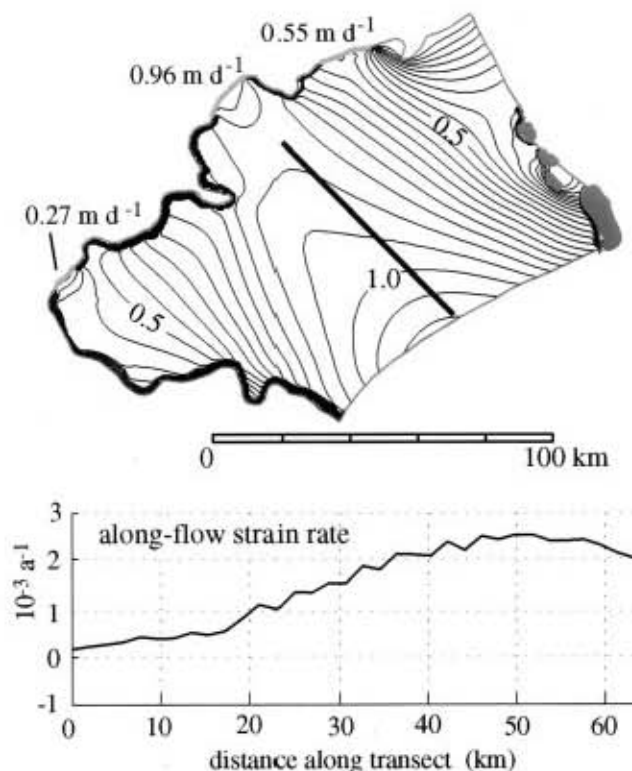 0.55 m d⁻¹
0.96 m d⁻¹
0.5
0.27 m d⁻¹
1.0
0.5
0 100 km
along-flow strain rate
10⁻³ a⁻¹
3
2
1
0
-1
0 10 20 30 40 50 60
distance along transect (km)